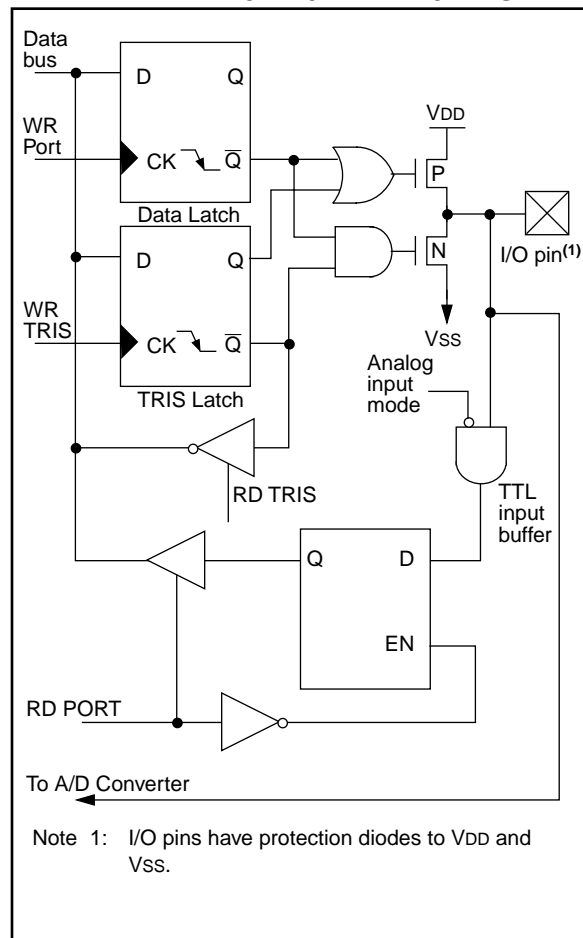 Data
bus
D
Q
WR
Port
CK
Q̅
Data Latch
VDD
P
N
I/O pin(1)
VSS
D
Q
WR
TRIS
CK
Q̅
TRIS Latch
Analog
input
mode
RD TRIS
TTL
input
buffer
Q
D
EN
RD PORT
To A/D Converter
Note 1: I/O pins have protection diodes to VDD and
VSS.